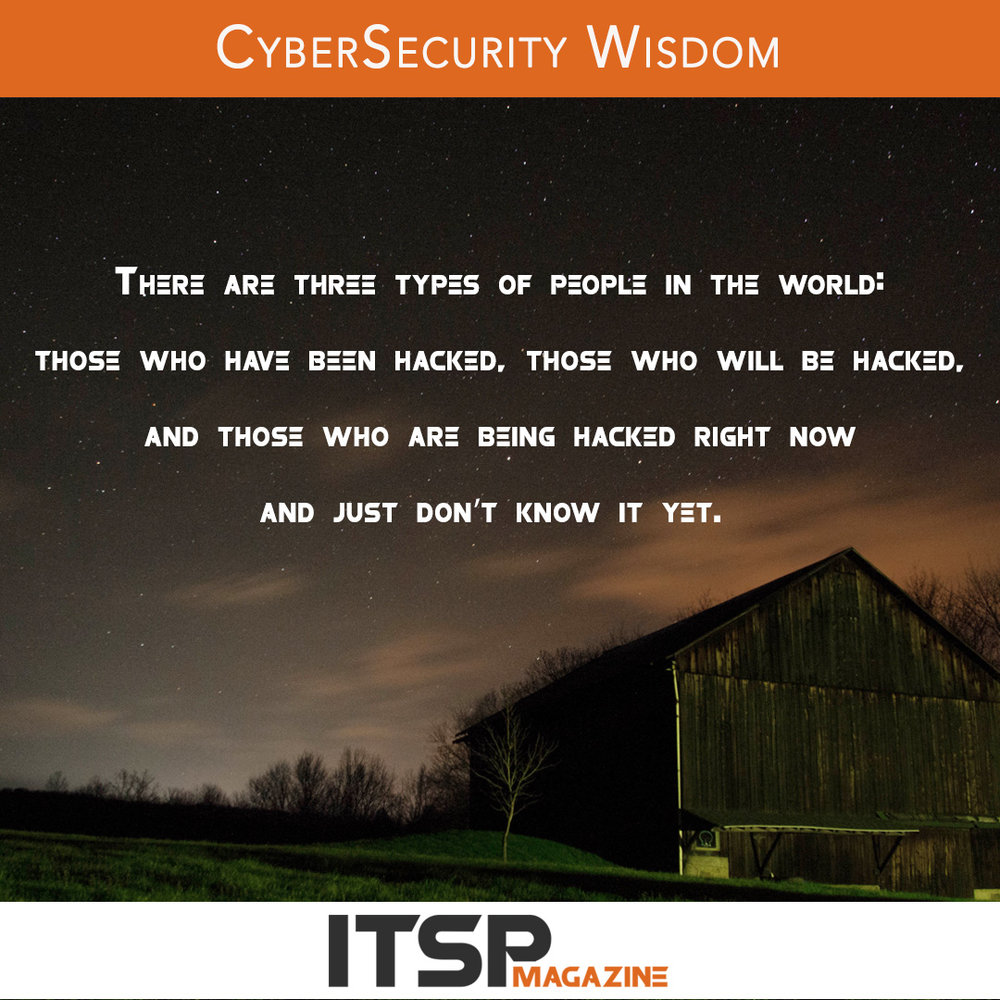 CyberSecurity Wisdom
There are three types of people in the world:
those who have been hacked, those who will be hacked,
and those who are being hacked right now
and just don't know it yet.
ITSP
MAGAZINE